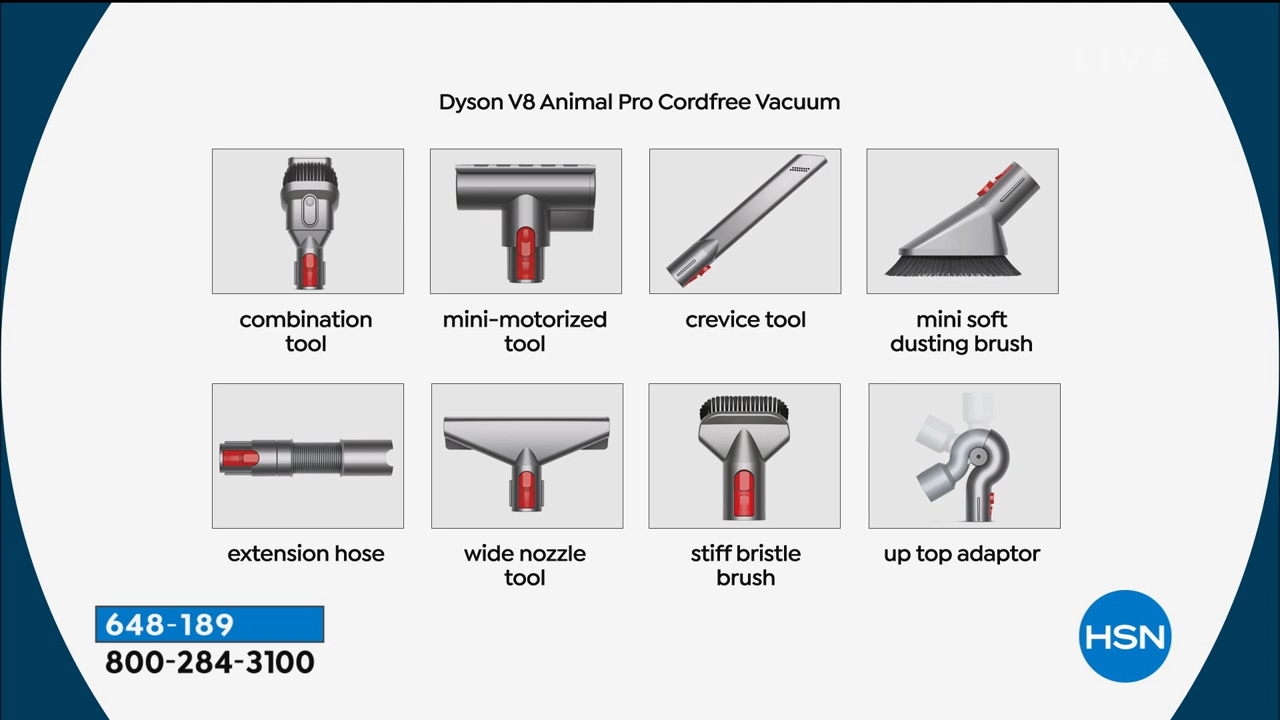 LIVE
Dyson V8 Animal Pro Cordfree Vacuum
combination
tool
mini-motorized
tool
crevice tool
mini soft
dusting brush
extension hose
wide nozzle
tool
stiff bristle
brush
up top adaptor
648-189
800-284-3100
HSN